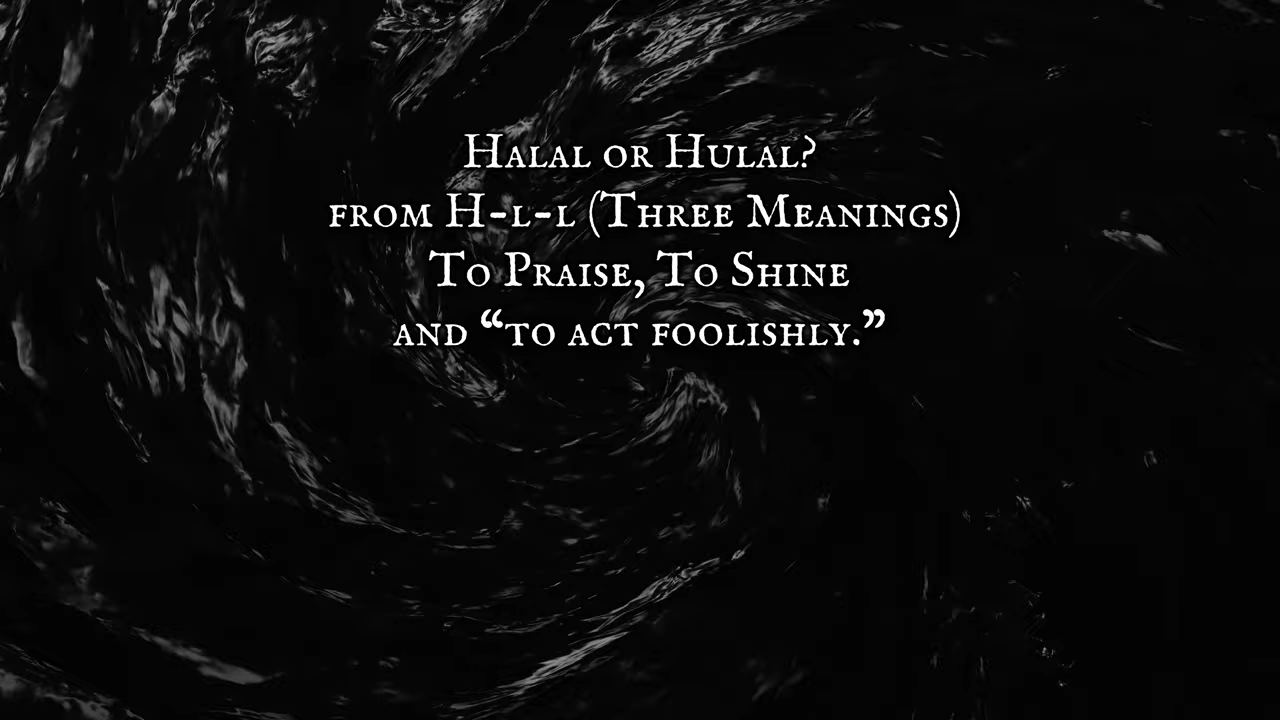 Halal or Hulal?
from H-l-l (Three Meanings)
To Praise, To Shine
and “to act foolishly.”